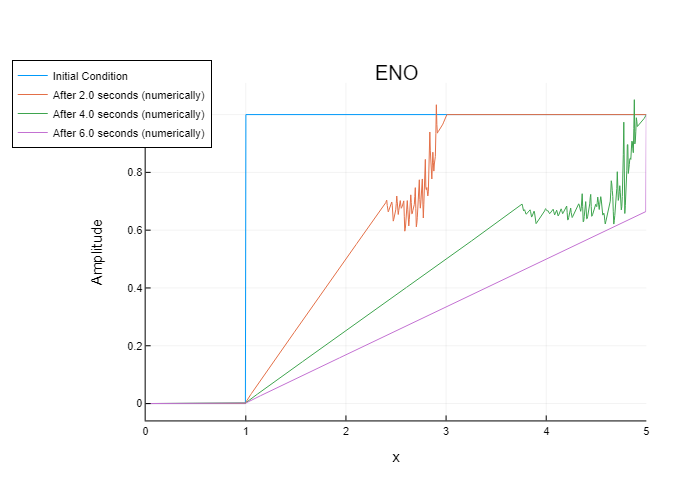 ENO
Initial Condition
After 2.0 seconds (numerically)
After 4.0 seconds (numerically)
After 6.0 seconds (numerically)
Amplitude
0.8
0.6
0.4
0.2
0
0 1 2 3 4 5
x